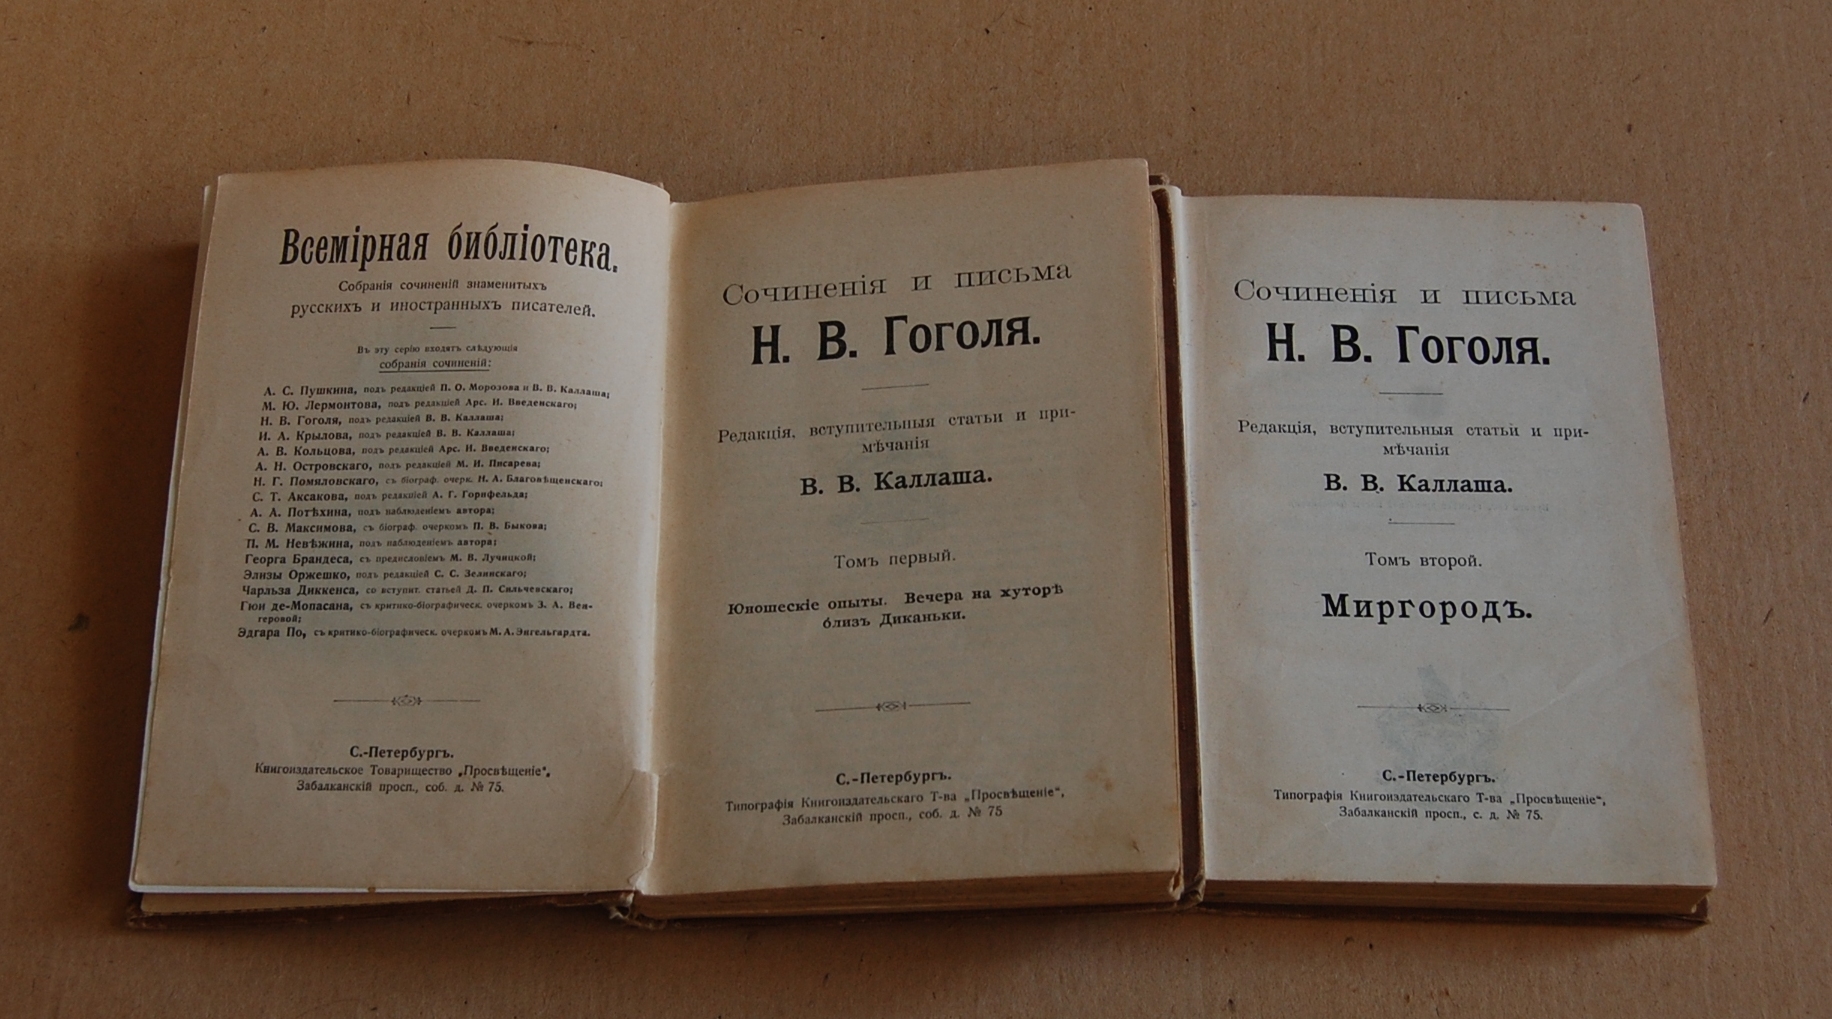 Всемірная библіотека.
Собранія сочиненій знаменитыхъ
русскихъ и иностранныхъ писателей.
Въ эту серію входятъ слѣдующія
собранія сочиненій:
А. С. Пушкина, подъ редакціей П. О. Морозова и В. В. Каллаша;
М. Ю. Лермонтова, подъ редакціей Арс. И. Введенскаго;
Н. В. Гоголя, подъ редакціей В. В. Каллаша;
И. А. Крылова, подъ редакціей В. В. Каллаша;
А. В. Кольцова, подъ редакціей Арс. И. Введенскаго;
А. Н. Островскаго, подъ редакціей М. И. Писарева;
Н. Г. Помяловскаго, съ біограф. очерк. Н. А. Благовѣщенскаго;
С. Т. Аксакова, подъ редакціей А. Г. Горнфельда;
А. А. Потѣхина, подъ наблюденіемъ автора;
С. В. Максимова, съ біограф. очеркомъ П. В. Быкова;
П. М. Невѣжина, подъ наблюденіемъ автора;
Георга Брандеса, съ предисловіемъ М. В. Лучицкой;
Элизы Оржешко, подъ редакціей С. С. Зелинскаго;
Чарльза Диккенса, со вступит. статьей Д. П. Сильчевскаго;
Гюи де-Мопасана, съ критико-біографическ. очеркомъ З. А. Вен-
геровой;
Эдгара По, съ критико-біографическ. очеркомъ М. А. Энгельгардта.
С.-Петербургъ.
Книгоиздательское Товарищество „Просвѣщеніе“,
Забалканскій просп., соб. д. № 75.
Сочиненія и письма
Н. В. Гоголя.
Редакція, вступительныя статьи и при-
мѣчанія
В. В. Каллаша.
Томъ первый.
Юношескіе опыты. Вечера на хуторѣ
близъ Диканьки.
С.-Петербургъ.
Типографія Книгоиздательскаго Т-ва „Просвѣщеніе“,
Забалканскій просп., соб. д. № 75
Сочиненія и письма
Н. В. Гоголя.
Редакція, вступительныя статьи и при-
мѣчанія
В. В. Каллаша.
Томъ второй.
Миргородъ.
С.-Петербургъ.
Типографія Книгоиздательскаго Т-ва „Просвѣщеніе“,
Забалканскій просп., с. д. № 75.